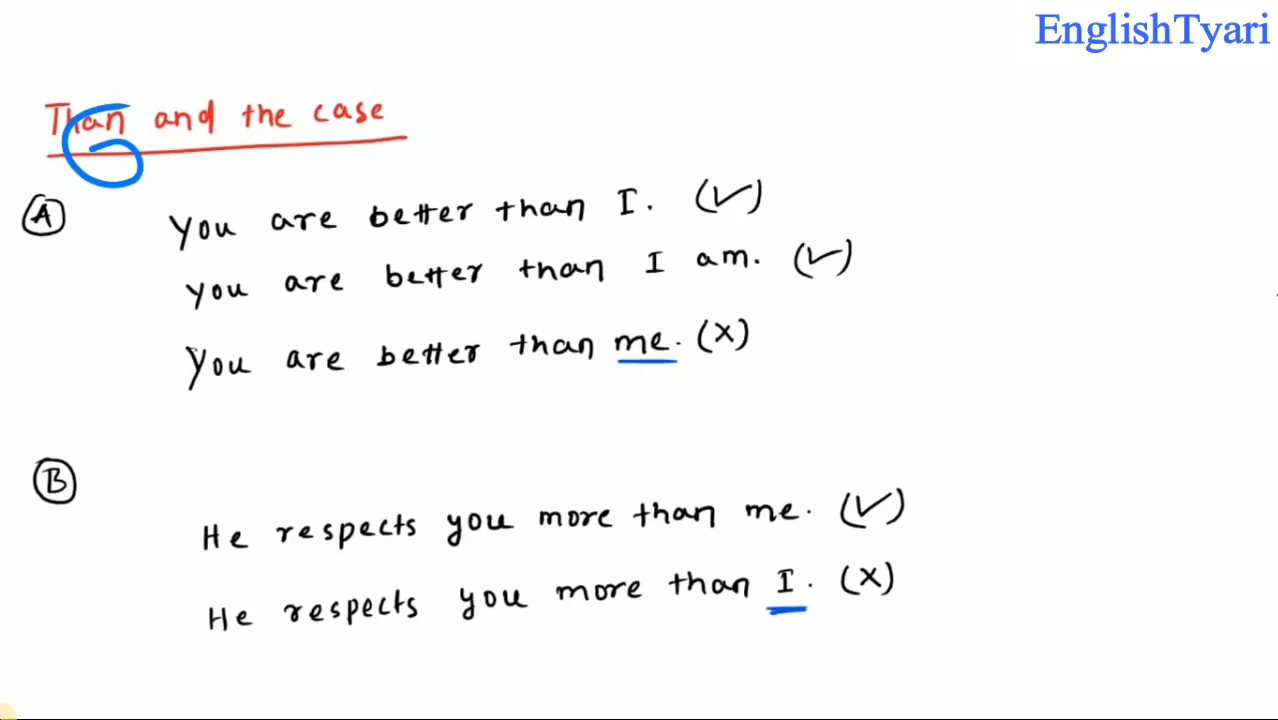 EnglishTyari
Than and the case
A
You are better than I. (✓)
You are better than I am. (✓)
You are better than me. (X)
B
He respects you more than me. (✓)
He respects you more than I. (X)